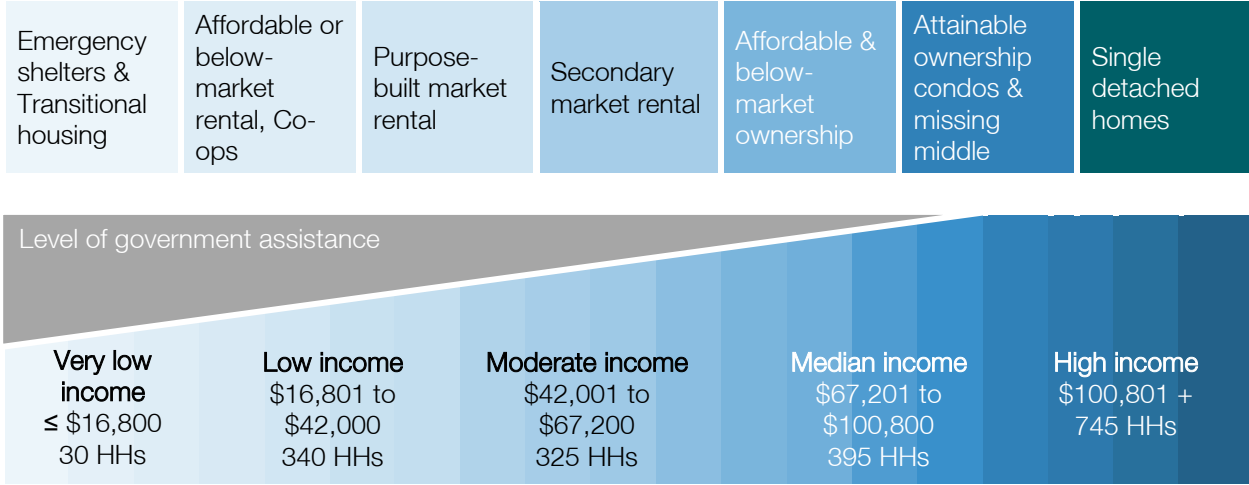 Emergency
shelters &
Transitional
housing
Affordable or
below-
market
rental, Co-
ops
Purpose-
built market
rental
Secondary
market rental
Affordable &
below-
market
ownership
Attainable
ownership
condos &
missing
middle
Single
detached
homes
Level of government assistance
Very low
income
≤ $16,800
30 HHs
Low income
$16,801 to
$42,000
340 HHs
Moderate income
$42,001 to
$67,200
325 HHs
Median income
$67,201 to
$100,800
395 HHs
High income
$100,801 +
745 HHs